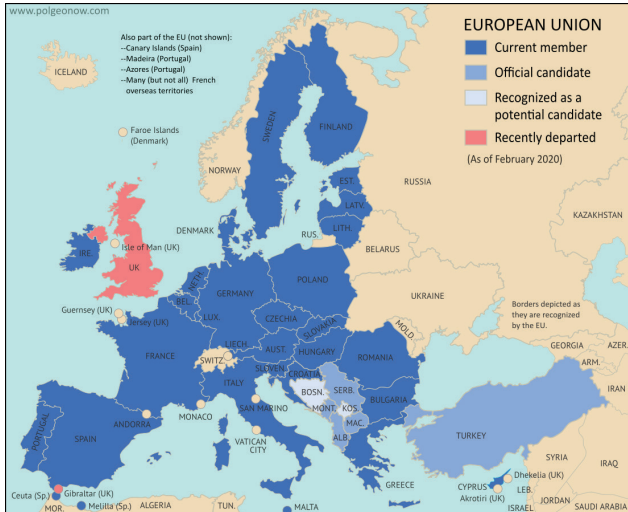 www.polgeonow.com
Also part of the EU (not shown):
--Canary Islands (Spain)
--Madeira (Portugal)
--Azores (Portugal)
--Many (but not all) French
overseas territories
EUROPEAN UNION
Current member
Official candidate
Recognized as a
potential candidate
Recently departed
(As of February 2020)
ICELAND
Faroe Islands
(Denmark)
SWEDEN
FINLAND
NORWAY
RUSSIA
EST.
LATV.
LITH.
KAZAKHSTAN
DENMARK
RUS.
BELARUS
Isle of Man (UK)
IRE.
UK
NETH.
POLAND
GERMANY
BEL.
UKRAINE
Guernsey (UK)
Jersey (UK)
LUX.
CZECHIA
Borders depicted as
they are recognized
by the EU.
SLOVAKIA
MOLD.
FRANCE
LIECH.
AUST.
HUNGARY
SWITZ.
ROMANIA
GEORGIA
AZER.
ARM.
SLOVEN.
CROATIA
ITALY
BOSN.
SERB.
IRAN
SAN MARINO
MONT.
KOS.
BULGARIA
MONACO
ANDORRA
MAC.
PORTUGAL
SPAIN
VATICAN
CITY
ALB.
TURKEY
SYRIA
IRAQ
Dhekelia (UK)
GREECE
CYPRUS
LEB.
Ceuta (Sp.)
Gibraltar (UK)
Akrotiri (UK)
JORDAN
MOR.
Melilla (Sp.)
ALGERIA
TUN.
MALTA
ISRAEL
SAUDI ARABIA